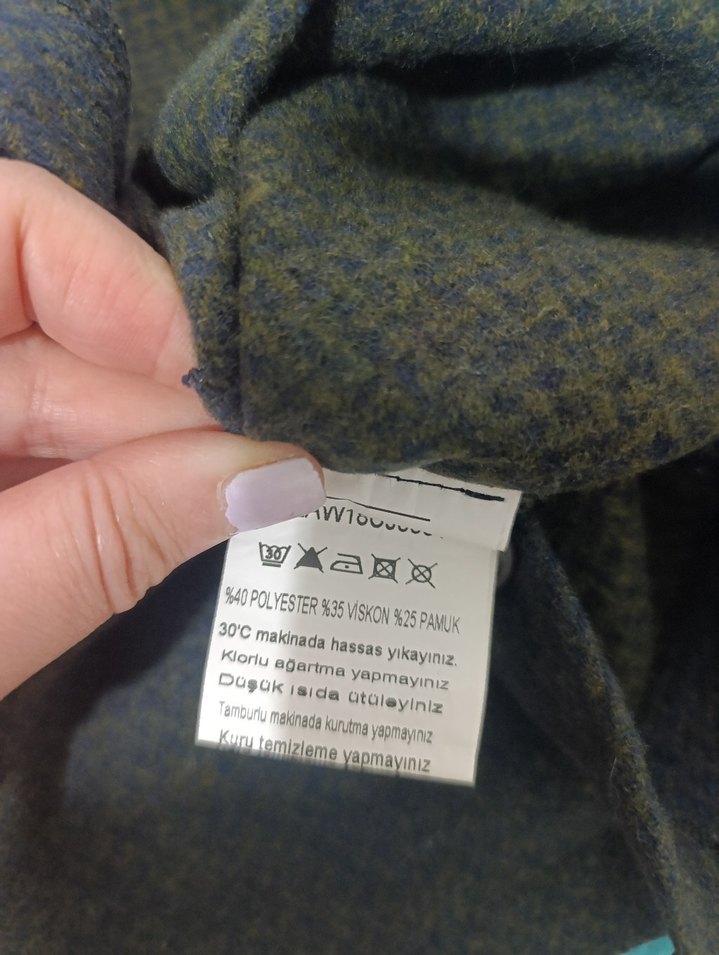 30
%40 POLYESTER %35 VİSKON %25 PAMUK
30'C makinada hassas yıkayınız.
Klorlu ağartma yapmayınız
Düşük ısıda ütüleyiniz
Tamburlu makinada kurutma yapmayınız
Kuru temizleme yapmayınız